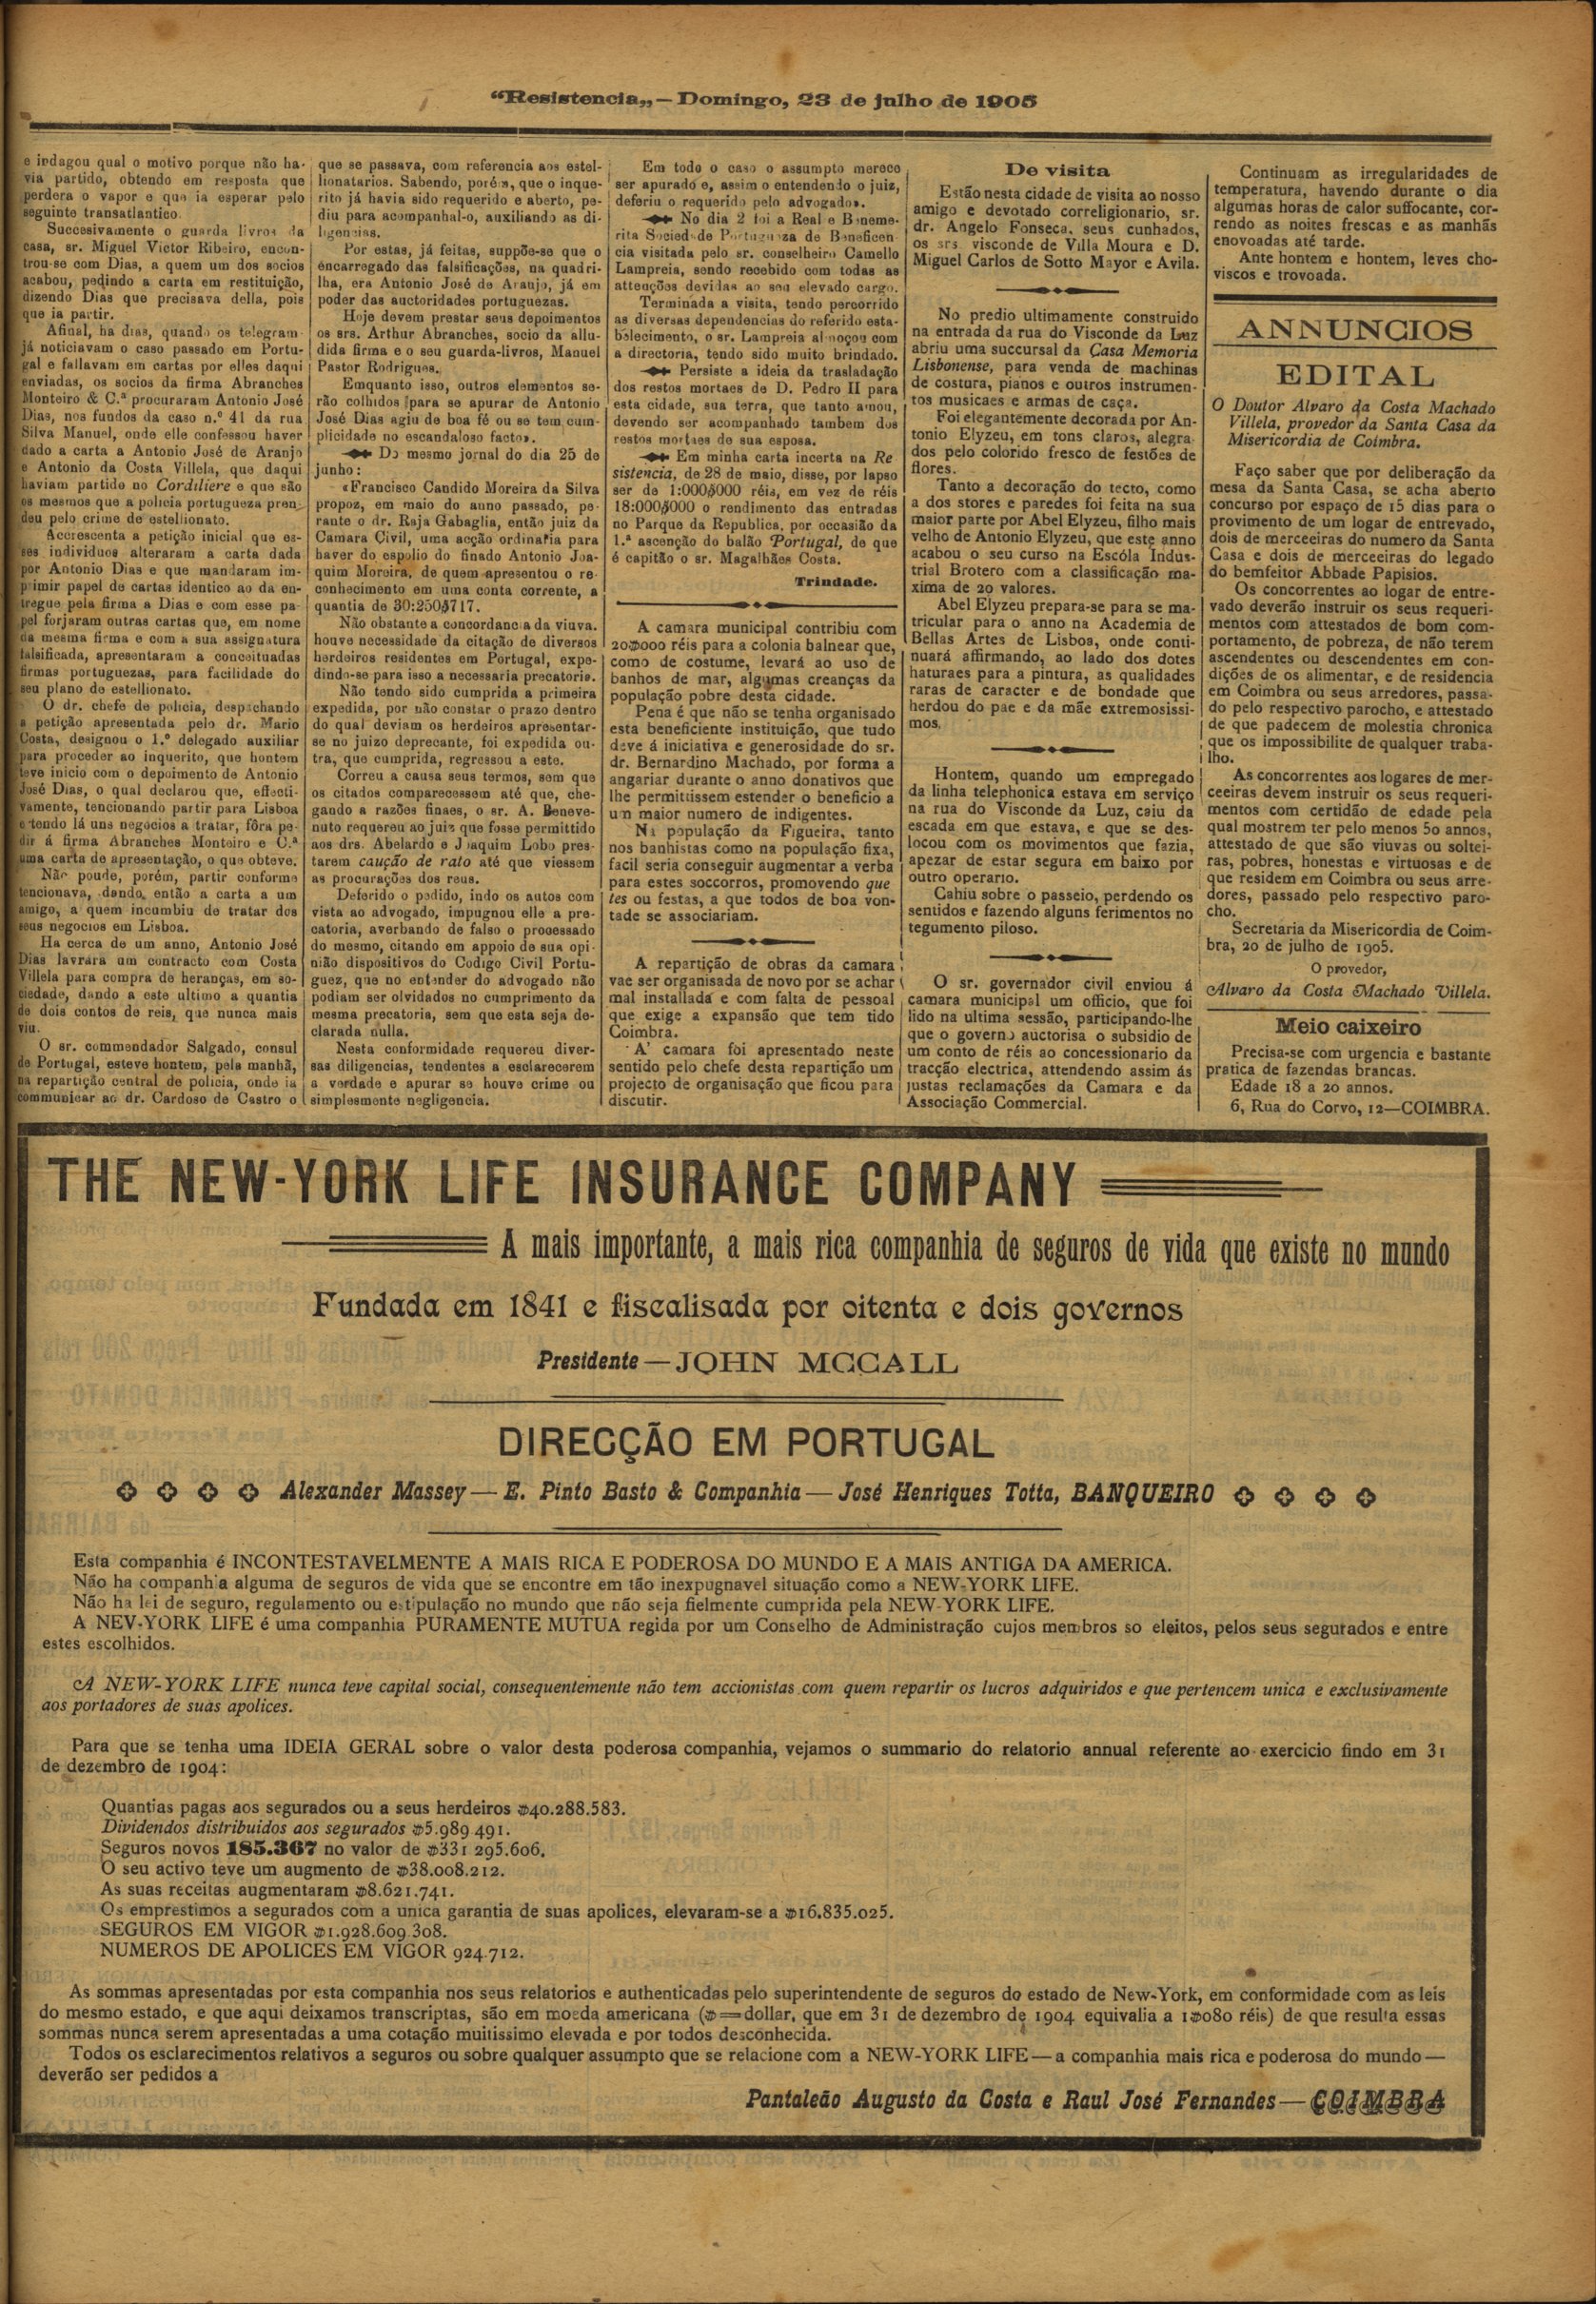 “Resistencia„ — Domingo, 23 de julho de 1905
e indagou qual o motivo porque não ha-
via partido, obtendo em resposta que
perdera o vapor e que ia esperar pelo
seguinte transatlantico.
Succesivamente o guarda livros da
casa, sr. Miguel Victor Ribeiro, encon-
trou-se com Dias, a quem um dos socios
acabou, pedindo a carta em restituição,
dizendo Dias que precisava della, pois
que ia partir.
Afinal, ha dias, quando os telegram-
já noticiavam o caso passado em Portu-
gal e fallavam em cartas por elles daqui
enviadas, os socios da firma Abranches
Monteiro & C.ª procuraram Antonio José
Dias, nos fundos da caso n.º 41 da rua
Silva Manuel, onde elle confessou haver
dado a carta a Antonio José de Aranjo
e Antonio da Costa Villela, que daqui
haviam partido no Cordiliere e que são
os mesmos que a policia portugueza pren-
deu pelo crime de estellionato.
Accrescenta a petição inicial que es-
ses individuos alteraram a carta dada
por Antonio Dias e que mandaram im-
primir papel de cartas identico ao da en-
tregue pela firma a Dias e com esse pa-
pel forjaram outras cartas que, em nome
da mesma firma e com a sua assignatura
falsificada, apresentaram a conceituadas
firmas portuguezas, para facilidade do
seu plano de estellionato.
O dr. chefe de policia, despachando
a petição apresentada pelo dr. Mario
Costa, designou o 1.º delegado auxiliar
para proceder ao inquerito, que hontem
teve inicio com o depoimento de Antonio
José Dias, o qual declarou que, effecti-
vamente, tencionando partir para Lisboa
e tendo lá uns negocios a tratar, fôra pe-
dir á firma Abranches Monteiro e C.ª
uma carta de apresentação, o que obteve.
Não poude, porém, partir conforme
tencionava, dando, então a carta a um
amigo, a quem incumbiu de tratar dos
seus negocios em Lisboa.
Ha cerca de um anno, Antonio José
Dias lavrára um contracto com Costa
Villela para compra de heranças, em so-
ciedade, dando a este ultimo a quantia
de dois contos de reis, que nunca mais
viu.
O sr. commendador Salgado, consul
de Portugal, esteve hontem, pela manhã,
na repartição central de policia, onde ia
communicar ao dr. Cardoso de Castro o
que se passava, com referencia aos estel-
lionatarios. Sabendo, porém, que o inque-
rito já havia sido requerido e aberto, pe-
diu para acompanhal-o, auxiliando as di-
ligencias.
Por estas, já feitas, suppõe-se que o
encarregado das falsificações, na quadri-
lha, era Antonio José de Araujo, já em
poder das auctoridades portuguezas.
Hoje devem prestar seus depoimentos
os srs. Arthur Abranches, socio da allu-
dida firma e o seu guarda-livros, Manuel
Pastor Rodrigues.
Emquanto isso, outros elementos se-
rão colhidos para se apurar de Antonio
José Dias agiu de boa fé ou se tem cum-
plicidade no escandaloso facto».
Do mesmo jornal do dia 25 de
junho:
«Francisco Candido Moreira da Silva
propoz, em maio do anno passado, pe-
rante o dr. Raja Gabaglia, então juiz da
Camara Civil, uma acção ordinaria para
haver do espolio do finado Antonio Joa-
quim Moreira, de quem apresentou o re-
conhecimento em uma conta corrente, a
quantia de 30:250$717.
Não obstante a concordancia da viuva.
houve necessidade da citação de diversos
herdeiros residentes em Portugal, expe-
dindo-se para isso a necessaria precatoria.
Não tendo sido cumprida a primeira
expedida, por não constar o prazo dentro
do qual deviam os herdeiros apresentar-
se no juizo deprecante, foi expedida ou-
tra, que cumprida, regressou a este.
Correu a causa seus termos, sem que
os citados comparecessem até que, che-
gando a razões finaes, o sr. A. Beneve-
nuto requereu ao juiz que fosse permittido
aos drs. Abelardo e Joaquim Lobo pres-
tarem caução de rato até que viessem
as procurações dos reus.
Deferido o pedido, indo os autos com
vista ao advogado, impugnou elle a pre-
catoria, averbando de falso o processado
do mesmo, citando em appoio de sua opi-
nião dispositivos do Codigo Civil Portu-
guez, que no entender do advogado não
podiam ser olvidados no cumprimento da
mesma precatoria, sem que esta seja de-
clarada nulla.
Nesta conformidade requereu diver-
sas diligencias, tendentes a esclarecerem
a verdade e apurar se houve crime ou
simplesmente negligencia.
Em todo o caso o assumpto merece
ser apurado e, assim o entendendo o juiz,
deferiu o requerido pelo advogado».
No dia 2 foi a Real e Beneme-
rita Sociedade Portugueza de Beneficen-
cia visitada pelo sr. conselheiro Camello
Lampreia, sendo recebido com todas as
attenções devidas ao seu elevado cargo.
Terminada a visita, tendo percorrido
as diversas dependencias do referido esta-
belecimento, o sr. Lampreia almoçou com
a directoria, tendo sido muito brindado.
Persiste a ideia da trasladação
dos restos mortaes de D. Pedro II para
esta cidade, sua terra, que tanto amou,
devendo ser acompanhado tambem dos
restos mortaes de sua esposa.
Em minha carta incerta na Re
sistencia, de 28 de maio, disse, por lapso
ser de 1:000$000 réis, em vez de réis
18:000$000 o rendimento das entradas
no Parque da Republica, por occasião da
1.ª ascenção do balão Portugal, de que
é capitão o sr. Magalhães Costa.
Trindade.
A camara municipal contribiu com
20$000 réis para a colonia balnear que,
como de costume, levará ao uso de
banhos de mar, algumas creanças da
população pobre desta cidade.
Pena é que não se tenha organisado
esta beneficiente instituição, que tudo
deve á iniciativa e generosidade do sr.
dr. Bernardino Machado, por forma a
angariar durante o anno donativos que
lhe permittissem estender o beneficio a
um maior numero de indigentes.
Na população da Figueira, tanto
nos banhistas como na população fixa,
facil seria conseguir augmentar a verba
para estes soccorros, promovendo que
tes ou festas, a que todos de boa von-
tade se associariam.
A repartição de obras da camara
vae ser organisada de novo por se achar
mal installada e com falta de pessoal
que exige a expansão que tem tido
Coimbra.
A' camara foi apresentado neste
sentido pelo chefe desta repartição um
projecto de organisação que ficou para
discutir.
De visita
Estão nesta cidade de visita ao nosso
amigo e devotado correligionario, sr.
dr. Angelo Fonseca, seus cunhados,
os srs. visconde de Villa Moura e D.
Miguel Carlos de Sotto Mayor e Avila.
No predio ultimamente construido
na entrada da rua do Visconde da Luz
abriu uma succursal da Casa Memoria
Lisbonense, para venda de machinas
de costura, pianos e outros instrumen-
tos musicaes e armas de caça.
Foi elegantemente decorada por An-
tonio Elyzeu, em tons claros, alegra-
dos pelo colorido fresco de festões de
flores.
Tanto a decoração do tecto, como
a dos stores e paredes foi feita na sua
maior parte por Abel Elyzeu, filho mais
velho de Antonio Elyzeu, que este anno
acabou o seu curso na Escóla Indus-
trial Brotero com a classificação ma-
xima de 20 valores.
Abel Elyzeu prepara-se para se ma-
tricular para o anno na Academia de
Bellas Artes de Lisboa, onde conti-
nuará affirmando, ao lado dos dotes
haturaes para a pintura, as qualidades
raras de caracter e de bondade que
herdou do pae e da mãe extremosissi-
mos.
Hontem, quando um empregado
da linha telephonica estava em serviço
na rua do Visconde da Luz, caiu da
escada em que estava, e que se des-
locou com os movimentos que fazia,
apezar de estar segura em baixo por
outro operario.
Cahiu sobre o passeio, perdendo os
sentidos e fazendo alguns ferimentos no
tegumento piloso.
O sr. governador civil enviou á
camara municipal um officio, que foi
lido na ultima sessão, participando-lhe
que o governo auctorisa o subsidio de
um conto de réis ao concessionario da
tracção electrica, attendendo assim ás
justas reclamações da Camara e da
Associação Commercial.
Continuam as irregularidades de
temperatura, havendo durante o dia
algumas horas de calor suffocante, cor-
rendo as noites frescas e as manhãs
enovoadas até tarde.
Ante hontem e hontem, leves cho-
viscos e trovoada.
ANNUNCIOS
EDITAL
O Doutor Alvaro da Costa Machado
Villela, provedor da Santa Casa da
Misericordia de Coimbra.
Faço saber que por deliberação da
mesa da Santa Casa, se acha aberto
concurso por espaço de 15 dias para o
provimento de um logar de entrevado,
dois de merceeiras do numero da Santa
Casa e dois de merceeiras do legado
do bemfeitor Abbade Papisios.
Os concorrentes ao logar de entre-
vado deverão instruir os seus requeri-
mentos com attestados de bom com-
portamento, de pobreza, de não terem
ascendentes ou descendentes em con-
dições de os alimentar, e de residencia
em Coimbra ou seus arredores, passa-
do pelo respectivo parocho, e attestado
de que padecem de molestia chronica
que os impossibilite de qualquer traba-
lho.
As concorrentes aos logares de mer-
ceeiras devem instruir os seus requeri-
mentos com certidão de edade pela
qual mostrem ter pelo menos 50 annos,
attestado de que são viuvas ou soltei-
ras, pobres, honestas e virtuosas e de
que residem em Coimbra ou seus arre-
dores, passado pelo respectivo paro-
cho.
Secretaria da Misericordia de Coim-
bra, 20 de julho de 1905.
O provedor,
Alvaro da Costa Machado Villela.
Meio caixeiro
Precisa-se com urgencia e bastante
pratica de fazendas brancas.
Edade 18 a 20 annos.
6, Rua do Corvo, 12—COIMBRA.
THE NEW-YORK LIFE INSURANCE COMPANY
A mais importante, a mais rica companhia de seguros de vida que existe no mundo
Fundada em 1841 e fiscalisada por oitenta e dois governos
Presidente — JOHN MCCALL
DIRECÇÃO EM PORTUGAL
Alexander Massey — E. Pinto Basto & Companhia — José Henriques Totta, BANQUEIRO
Esta companhia é INCONTESTAVELMENTE A MAIS RICA E PODEROSA DO MUNDO E A MAIS ANTIGA DA AMERICA.
Não ha companhia alguma de seguros de vida que se encontre em tão inexpugnavel situação como a NEW-YORK LIFE.
Não ha lei de seguro, regulamento ou estipulação no mundo que não seja fielmente cumprida pela NEW-YORK LIFE.
A NEV-YORK LIFE é uma companhia PURAMENTE MUTUA regida por um Conselho de Administração cujos membros so eleitos, pelos seus segurados e entre
estes escolhidos.
A NEW-YORK LIFE nunca teve capital social, consequentemente não tem accionistas com quem repartir os lucros adquiridos e que pertencem unica e exclusivamente
aos portadores de suas apolices.
Para que se tenha uma IDEIA GERAL sobre o valor desta poderosa companhia, vejamos o summario do relatorio annual referente ao exercicio findo em 31
de dezembro de 1904:
Quantias pagas aos segurados ou a seus herdeiros $40.288.583.
Dividendos distribuidos aos segurados $5.989 491.
Seguros novos 185.367 no valor de $331 295.606.
O seu activo teve um augmento de $38.008.212.
As suas receitas augmentaram $8.621.741.
Os emprestimos a segurados com a unica garantia de suas apolices, elevaram-se a $16.835.025.
SEGUROS EM VIGOR $1.928.609.308.
NUMEROS DE APOLICES EM VIGOR 924.712.
As sommas apresentadas por esta companhia nos seus relatorios e authenticadas pelo superintendente de seguros do estado de New-York, em conformidade com as leis
do mesmo estado, e que aqui deixamos transcriptas, são em moeda americana ($=dollar, que em 31 de dezembro de 1904 equivalia a 1$080 réis) de que resulta essas
sommas nunca serem apresentadas a uma cotação muitissimo elevada e por todos desconhecida.
Todos os esclarecimentos relativos a seguros ou sobre qualquer assumpto que se relacione com a NEW-YORK LIFE — a companhia mais rica e poderosa do mundo —
deverão ser pedidos a
Pantaleão Augusto da Costa e Raul José Fernandes — COIMBRA